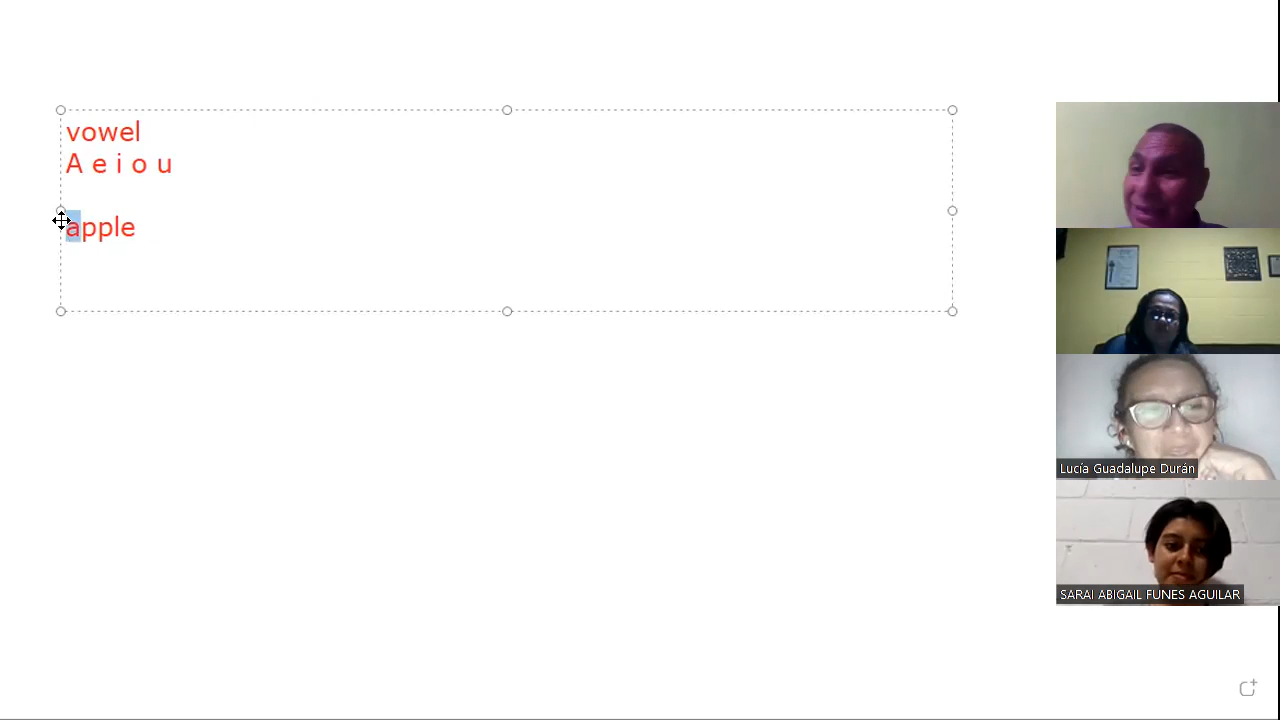 vowel
A e i o u
apple
Lucía Guadalupe Durán
SARAI ABIGAIL FUNES AGUILAR